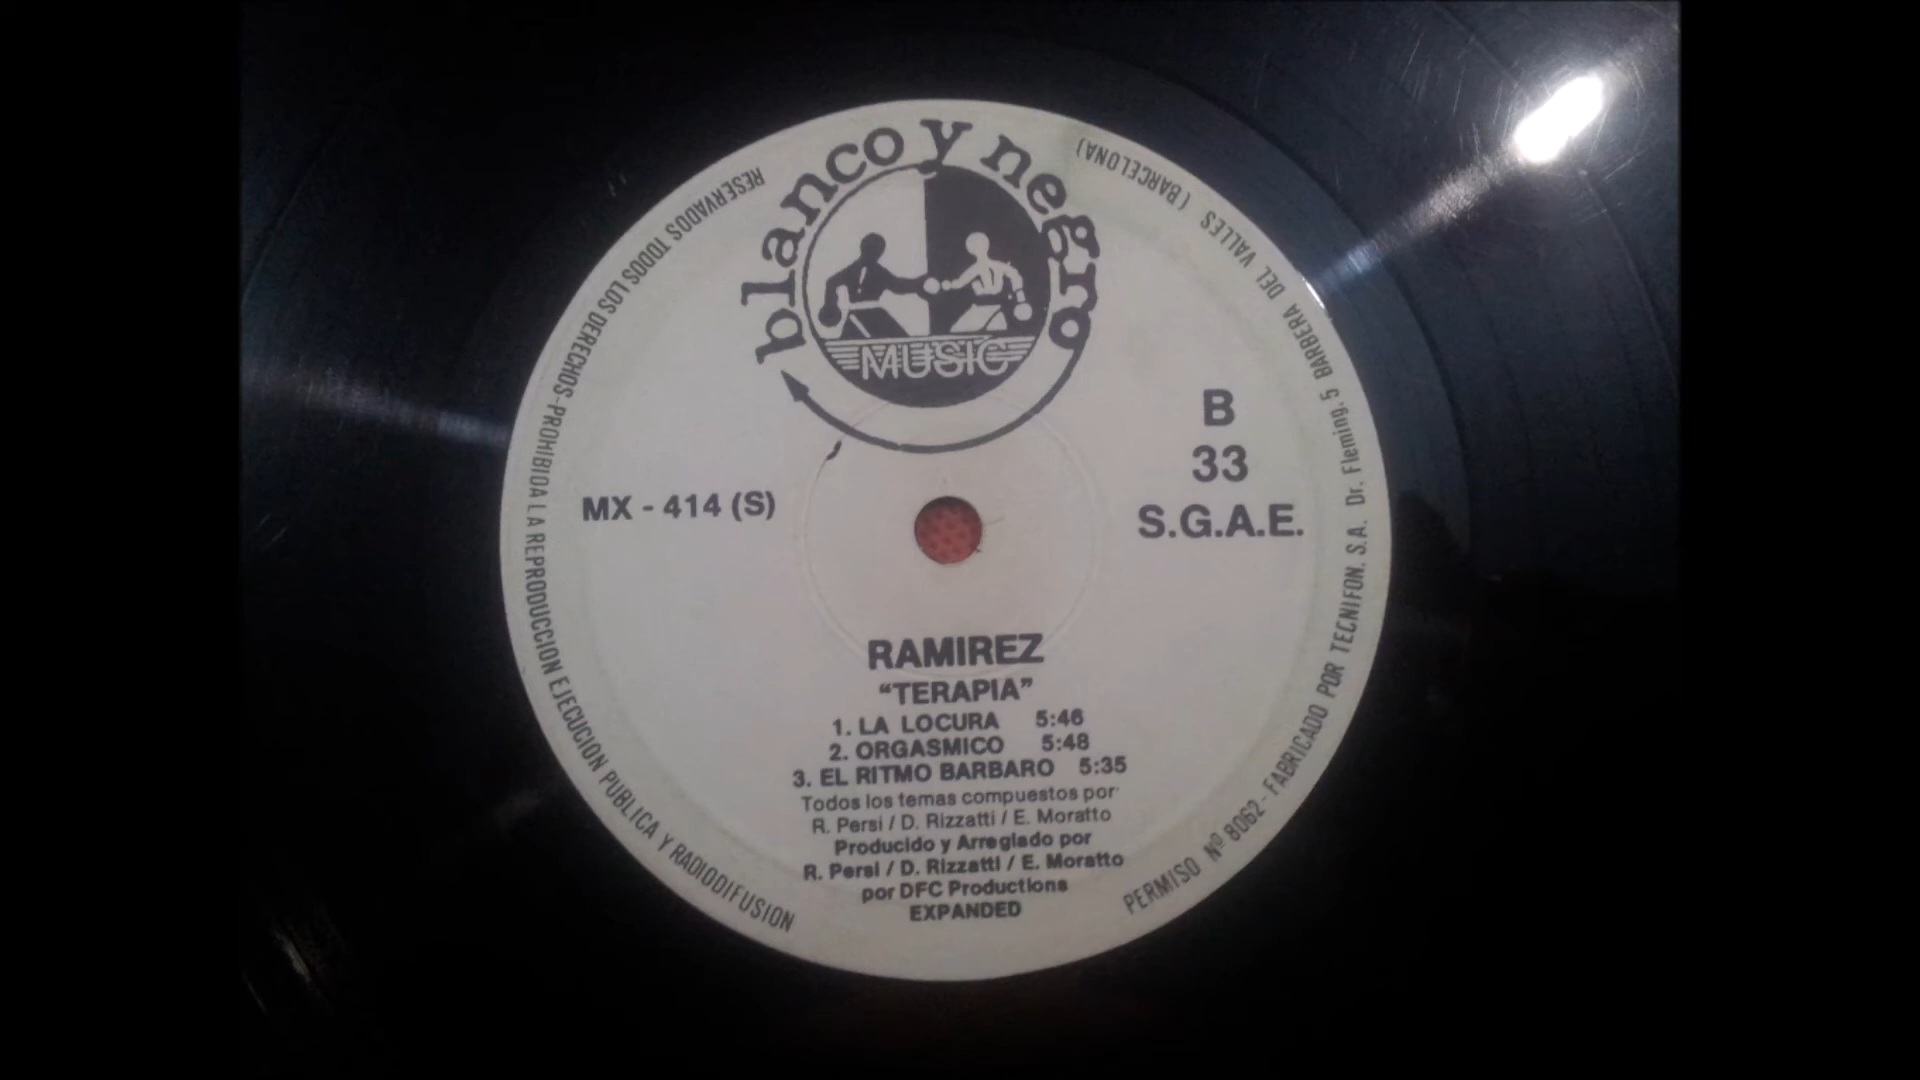 blanco y negro
MUSIC
RESERVADOS TODOS LOS DERECHOS-PROHIBIDA LA REPRODUCCION EJECUCION PUBLICA Y RADIODIFUSION
PERMISO Nº 8062- FABRICADO POR TECNIFON, S.A. Dr. Fleming, 5 BARBERA DEL VALLES (BARCELONA)
B
33
S.G.A.E.
MX - 414 (S)
RAMIREZ
“TERAPIA”
1. LA LOCURA 5:46
2. ORGASMICO 5:48
3. EL RITMO BARBARO 5:35
Todos los temas compuestos por
R. Persi / D. Rizzatti / E. Moratto
Producido y Arreglado por
R. Persi / D. Rizzatti / E. Moratto
por DFC Productions
EXPANDED